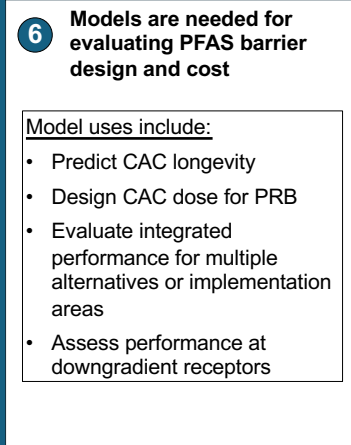 6
Models are needed for
evaluating PFAS barrier
design and cost
Model uses include:
• Predict CAC longevity
• Design CAC dose for PRB
• Evaluate integrated
performance for multiple
alternatives or implementation
areas
• Assess performance at
downgradient receptors